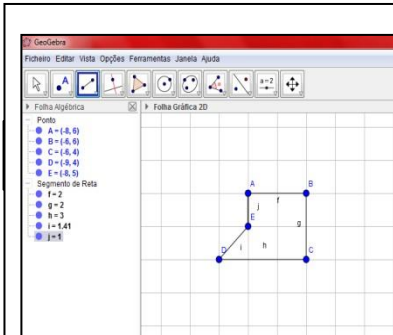 GeoGebra
Ficheiro Editar Vista Opções Ferramentas Janela Ajuda
A
a=2
Folha Algébrica
Folha Gráfica 2D
Ponto
A = (-8, 6)
B = (-6, 6)
C = (-6, 4)
D = (-9, 4)
E = (-8, 5)
Segmento de Reta
f = 2
g = 2
h = 3
i = 1.41
j = 1
A
B
f
j
E
g
D
i
h
C